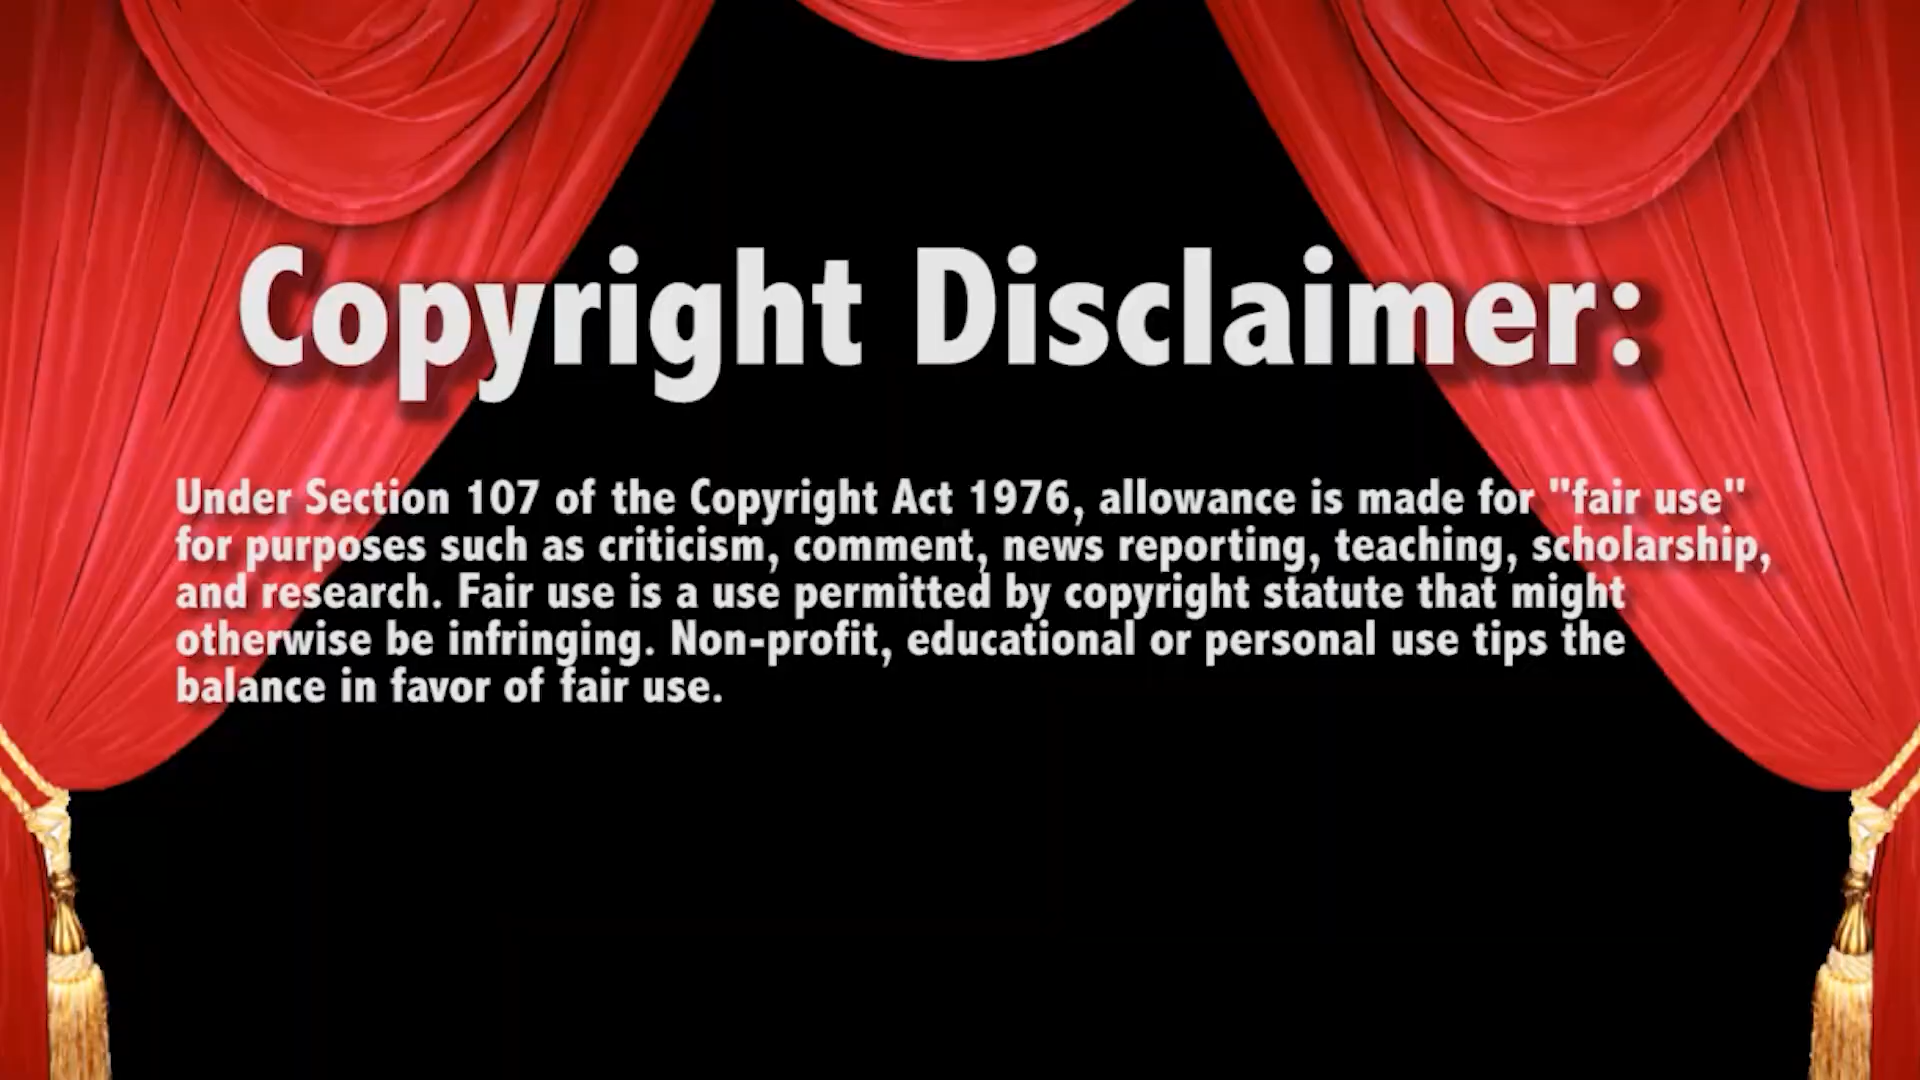 Copyright Disclaimer:
Under Section 107 of the Copyright Act 1976, allowance is made for "fair use"
for purposes such as criticism, comment, news reporting, teaching, scholarship,
and research. Fair use is a use permitted by copyright statute that might
otherwise be infringing. Non-profit, educational or personal use tips the
balance in favor of fair use.